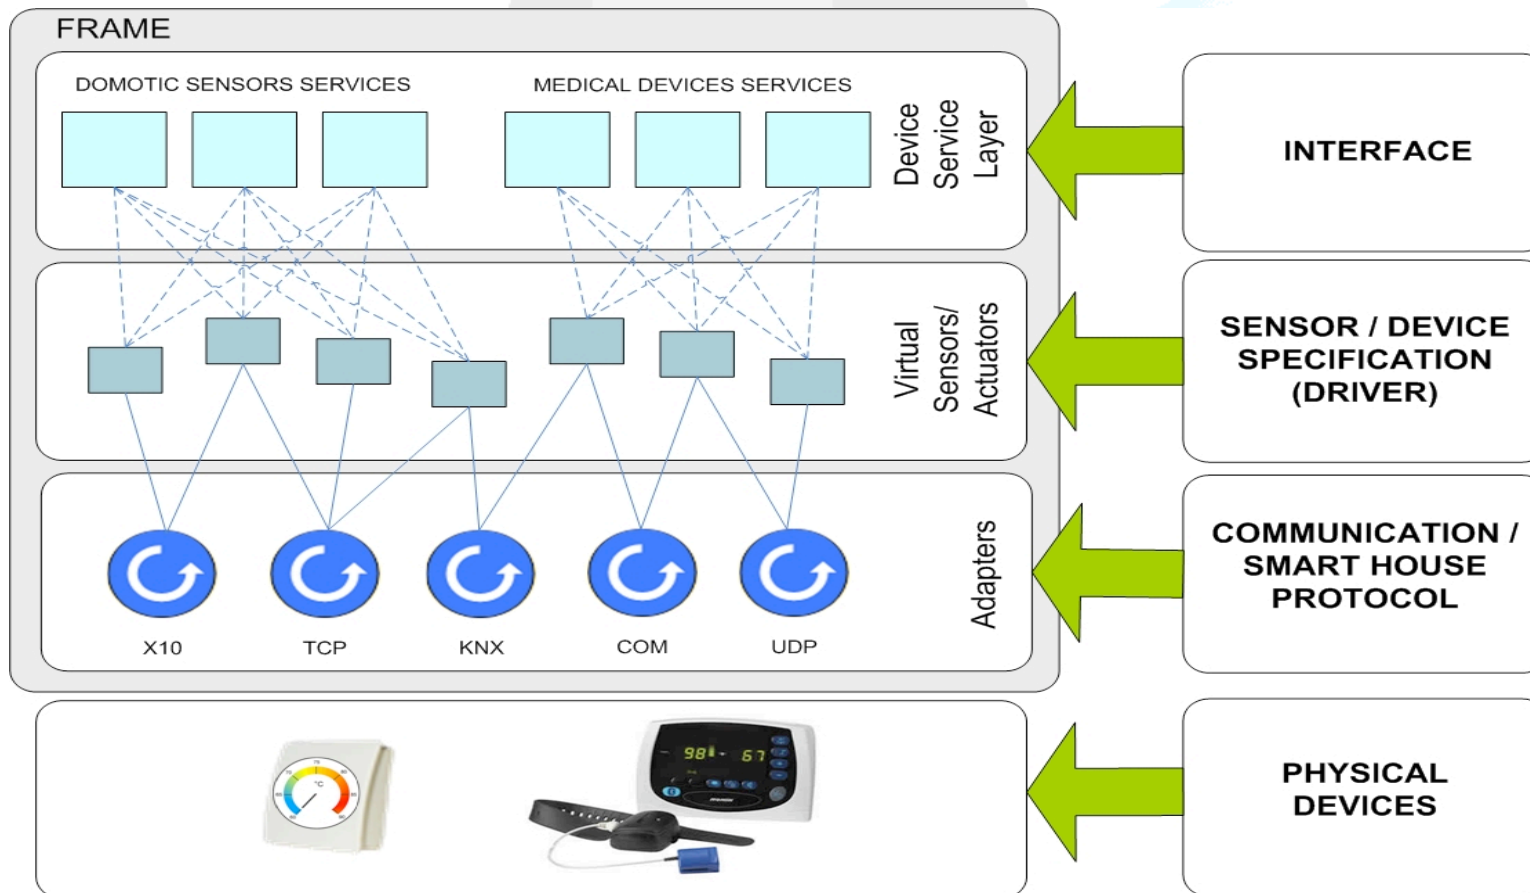 FRAME
DOMOTIC SENSORS SERVICES
MEDICAL DEVICES SERVICES
Device
Service
Layer
INTERFACE
Virtual
Sensors/
Actuators
SENSOR / DEVICE
SPECIFICATION
(DRIVER)
Adapters
X10
TCP
KNX
COM
UDP
COMMUNICATION /
SMART HOUSE
PROTOCOL
°C
98
67
PHYSICAL
DEVICES